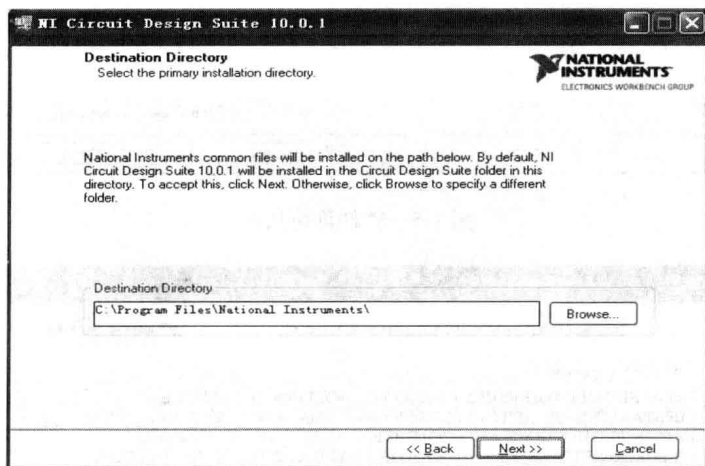 NI Circuit Design Suite 10.0.1
Destination Directory
Select the primary installation directory.
NATIONAL
INSTRUMENTS
ELECTRONICS WORKBENCH GROUP
National Instruments common files will be installed on the path below. By default, NI
Circuit Design Suite 10.0.1 will be installed in the Circuit Design Suite folder in this
directory. To accept this, click Next. Otherwise, click Browse to specify a different
folder.
Destination Directory
C:\Program Files\National Instruments\
Browse...
<< Back
Next >>
Cancel